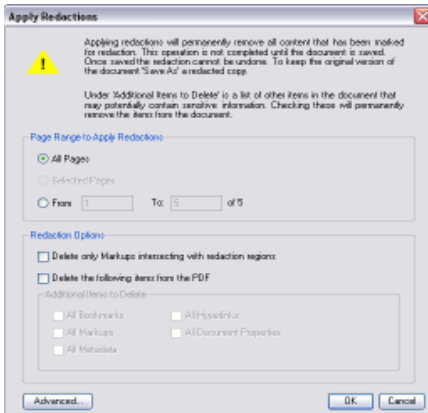 Apply Redactions
Applying redactions will permanently remove all content that has been marked
for redaction. This operation is not completed until the document is saved.
Once saved the redaction cannot be undone. To keep the original version of
the document 'Save As' a redacted copy.
Under 'Additional Items to Delete' is a list of other items in the document that
may potentially contain sensitive information. Checking these will permanently
remove the items from the document.
Page Range to Apply Redactions
All Pages
Selected Pages
From 1 To: 5 of 5
Redaction Options
Delete only Markups intersecting with redaction regions
Delete the following items from the PDF
Additional Items to Delete
All Bookmarks All Hyperlinks
All Markups All Document Properties
All Metadata
Advanced... OK Cancel